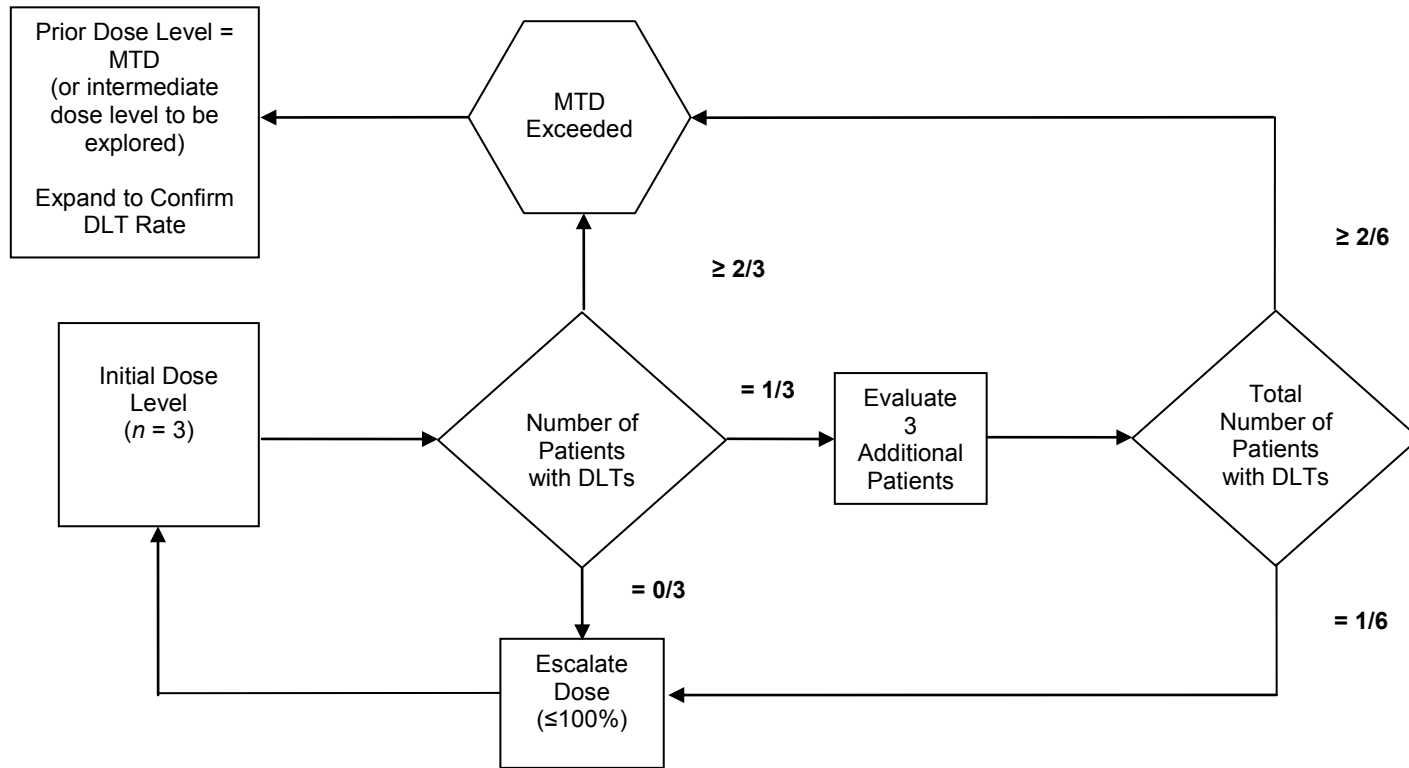 Prior Dose Level =
MTD
(or intermediate
dose level to be
explored)
Expand to Confirm
DLT Rate
MTD
Exceeded
≥ 2/3
≥ 2/6
Initial Dose
Level
(n = 3)
Number of
Patients
with DLTs
= 1/3
Evaluate
3
Additional
Patients
Total
Number of
Patients
with DLTs
= 0/3
= 1/6
Escalate
Dose
(≤100%)